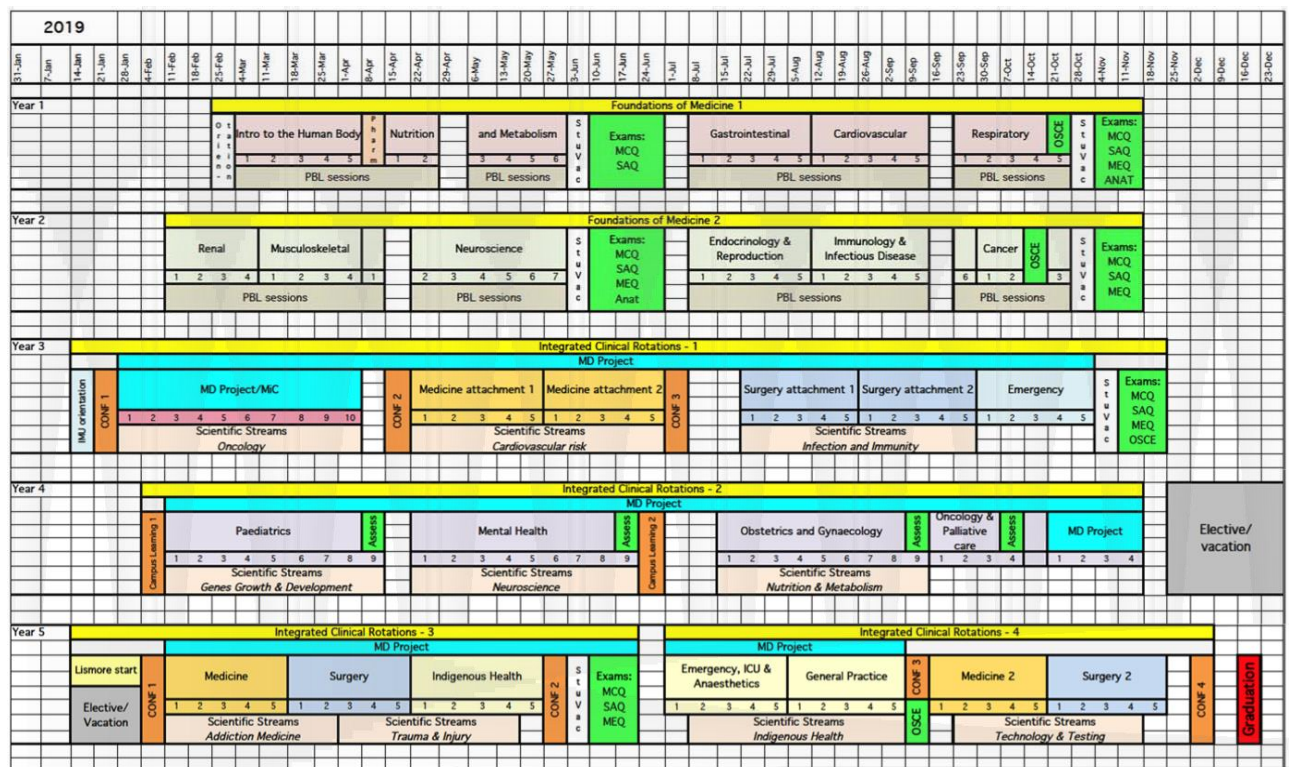 2019
31-Jan 7-Jan 14-Jan 21-Jan 28-Jan 4-Feb 11-Feb 18-Feb 25-Feb 4-Mar 11-Mar 18-Mar 25-Mar 1-Apr 8-Apr 15-Apr 22-Apr 29-Apr 6-May 13-May 20-May 27-May 3-Jun 10-Jun 17-Jun 24-Jun 1-Jul 8-Jul 15-Jul 22-Jul 29-Jul 5-Aug 12-Aug 19-Aug 26-Aug 2-Sep 9-Sep 16-Sep 23-Sep 30-Sep 7-Oct 14-Oct 21-Oct 28-Oct 4-Nov 11-Nov 18-Nov 25-Nov 2-Dec 9-Dec 16-Dec 23-Dec
Year 1
Foundations of Medicine 1
Orien-
tation
Intro to the Human Body
Pharm
Nutrition
and Metabolism
StuVac
Exams:
MCQ
SAQ
Gastrointestinal
Cardiovascular
Respiratory
OSCE
StuVac
Exams:
MCQ
SAQ
MEQ
ANAT
1 2 3 4 5 1 2 3 4 5 6 1 2 3 4 5 1 2 3 4 5 1 2 3 4 5
PBL sessions PBL sessions PBL sessions PBL sessions
Year 2
Foundations of Medicine 2
Renal
Musculoskeletal
Neuroscience
StuVac
Exams:
MCQ
SAQ
MEQ
Anat
Endocrinology &
Reproduction
Immunology &
Infectious Disease
Cancer
OSCE
StuVac
Exams:
MCQ
SAQ
MEQ
1 2 3 4 1 2 3 4 1 2 3 4 5 6 7 1 2 3 4 5 1 2 3 4 5 6 1 2 3
PBL sessions PBL sessions PBL sessions PBL sessions
Year 3
Integrated Clinical Rotations - 1
MD Project
IMU orientation
CONF 1
MD Project/MiC
CONF 2
Medicine attachment 1
Medicine attachment 2
CONF 3
Surgery attachment 1
Surgery attachment 2
Emergency
StuVac
Exams:
MCQ
SAQ
MEQ
OSCE
1 2 3 4 5 6 7 8 9 10 1 2 3 4 5 1 2 3 4 5 1 2 3 4 5 1 2 3 4 5 1 2 3 4 5
Scientific Streams
Oncology
Scientific Streams
Cardiovascular risk
Scientific Streams
Infection and Immunity
Year 4
Integrated Clinical Rotations - 2
MD Project
Campus Learning 1
Paediatrics
Assess
Mental Health
Assess
Campus Learning 2
Obstetrics and Gynaecology
Assess
Oncology &
Palliative
care
Assess
MD Project
Elective/
vacation
1 2 3 4 5 6 7 8 9 1 2 3 4 5 6 7 8 9 1 2 3 4 5 6 7 8 9 1 2 3 4 1 2 3 4
Scientific Streams
Genes Growth & Development
Scientific Streams
Neuroscience
Scientific Streams
Nutrition & Metabolism
Year 5
Integrated Clinical Rotations - 3
Integrated Clinical Rotations - 4
MD Project
MD Project
Lismore start
Elective/
Vacation
CONF 1
Medicine
Surgery
Indigenous Health
CONF 2
StuVac
Exams:
MCQ
SAQ
MEQ
Emergency, ICU &
Anaesthetics
General Practice
CONF 3
OSCE
Medicine 2
Surgery 2
CONF 4
Graduation
1 2 3 4 5 1 2 3 4 5 1 2 3 4 5 1 2 3 4 5 1 2 3 4 5 1 2 3 4 5 1 2 3 4 5
Scientific Streams
Addiction Medicine
Scientific Streams
Trauma & Injury
Scientific Streams
Indigenous Health
Scientific Streams
Technology & Testing